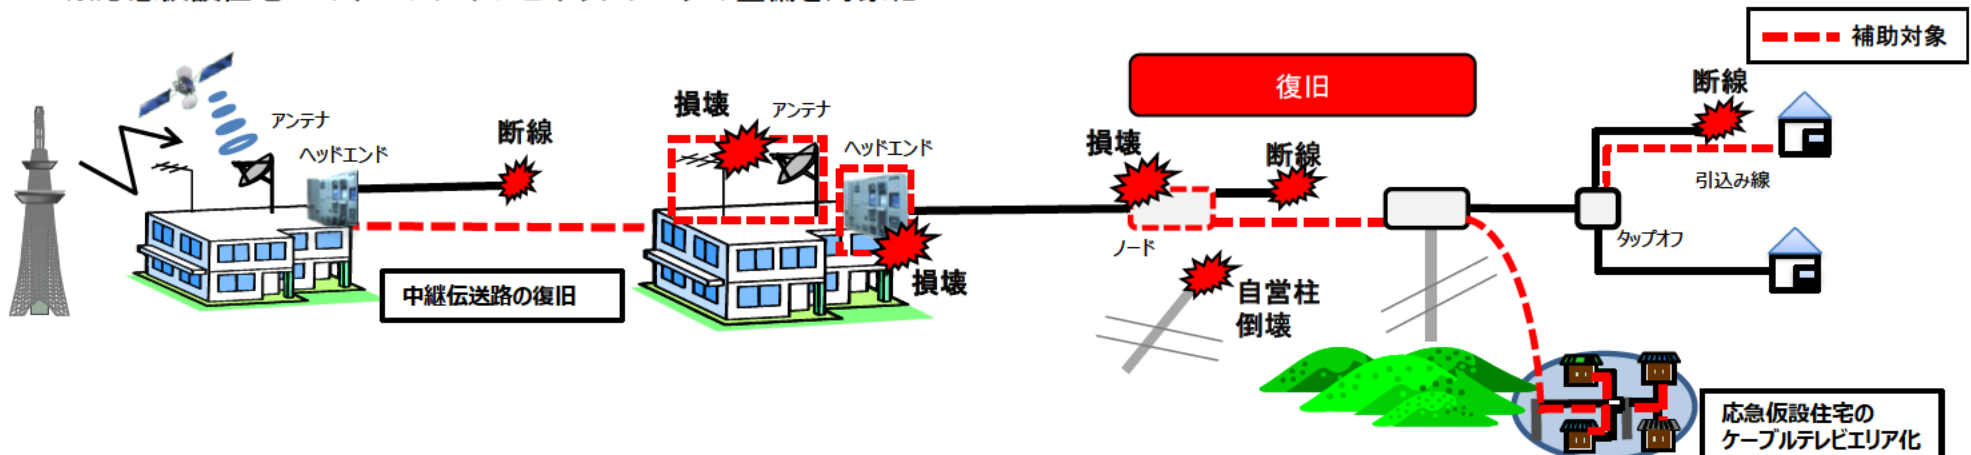 補助対象
復旧
断線
損壊
アンテナ
アンテナ
断線
ヘッドエンド
ヘッドエンド
損壊
断線
引込み線
ノード
タップオフ
中継伝送路の復旧
損壊
自営柱
倒壊
応急仮設住宅の
ケーブルテレビエリア化